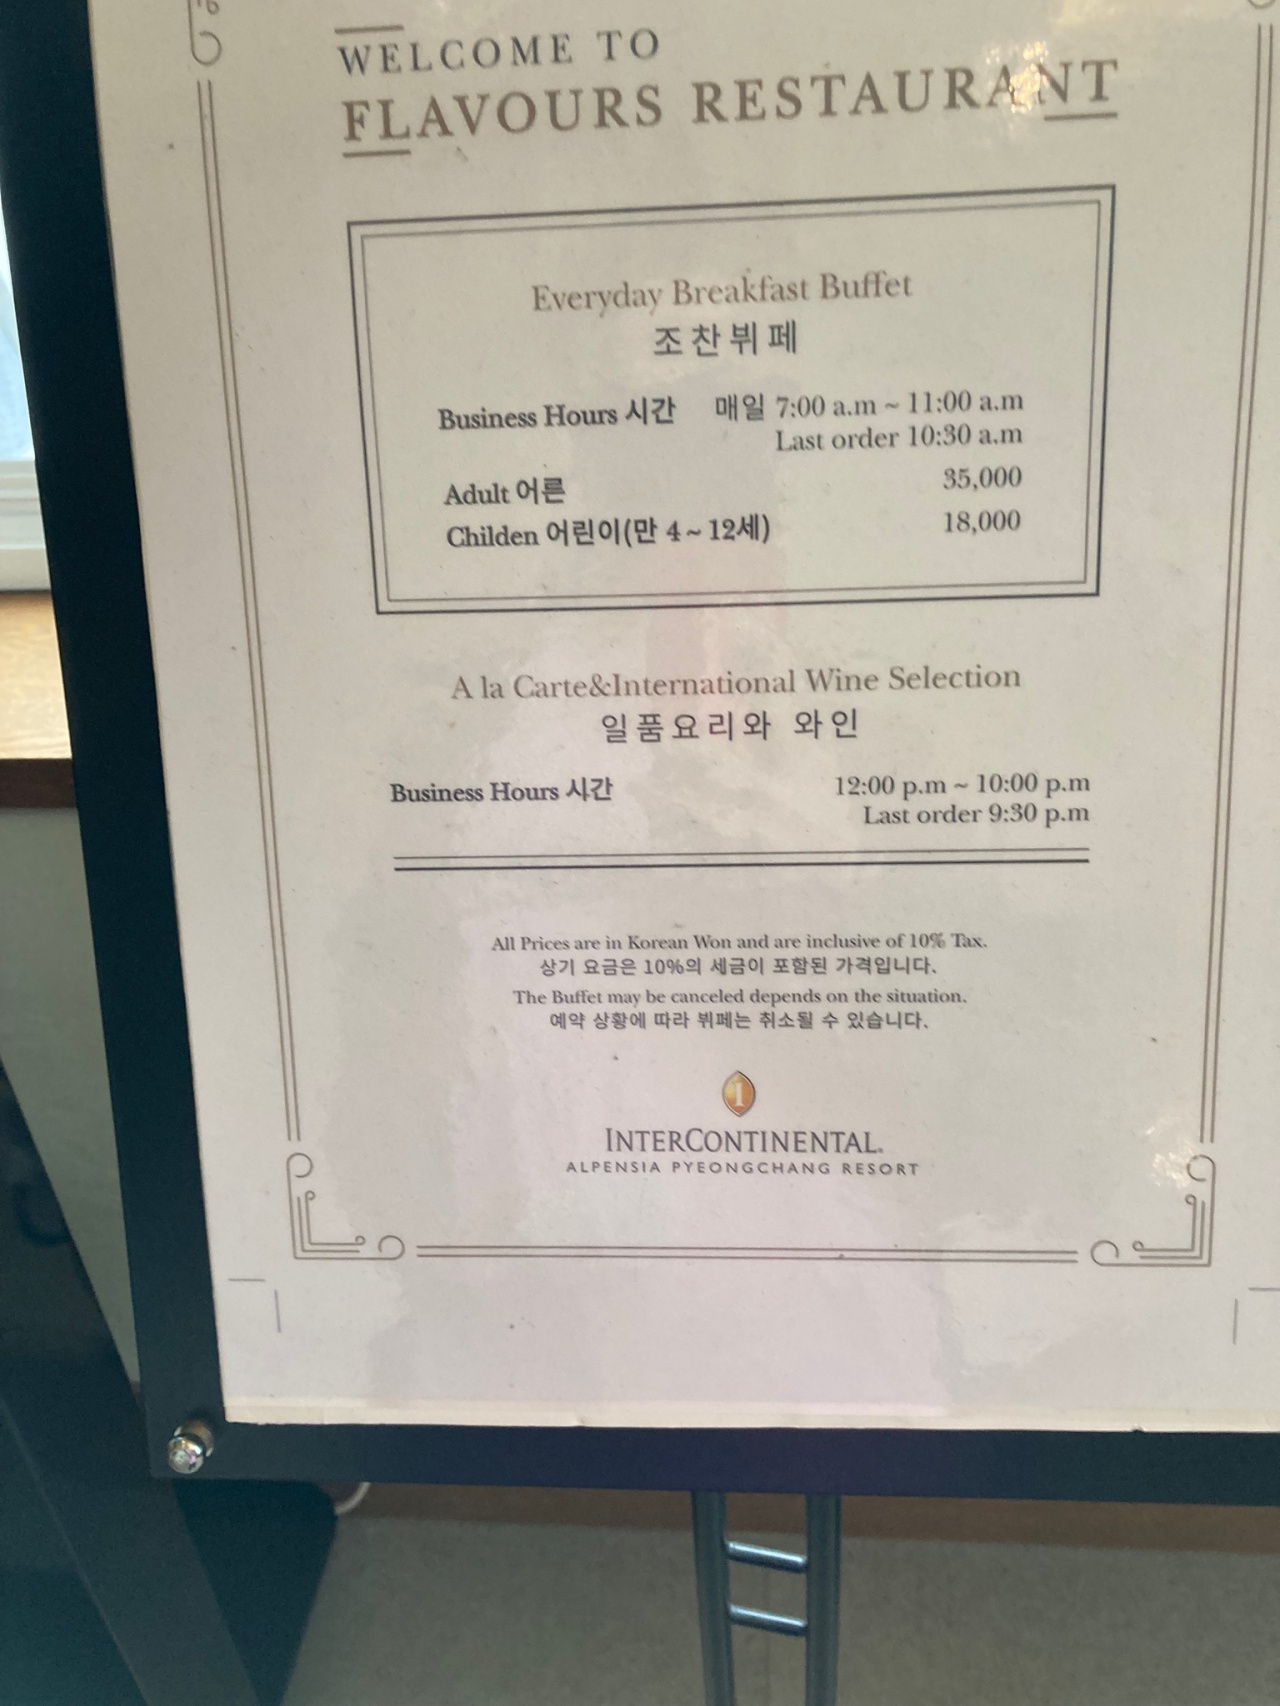 WELCOME TO
FLAVOURS RESTAURANT
Everyday Breakfast Buffet
조찬뷔페
Business Hours 시간 매일 7:00 a.m ~ 11:00 a.m
Last order 10:30 a.m
Adult 어른 35,000
Childen 어린이(만 4 ~ 12세) 18,000
A la Carte&International Wine Selection
일품요리와 와인
Business Hours 시간 12:00 p.m ~ 10:00 p.m
Last order 9:30 p.m
All Prices are in Korean Won and are inclusive of 10% Tax.
상기 요금은 10%의 세금이 포함된 가격입니다.
The Buffet may be canceled depends on the situation.
예약 상황에 따라 뷔페는 취소될 수 있습니다.
INTERCONTINENTAL.
ALPENSIA PYEONGCHANG RESORT